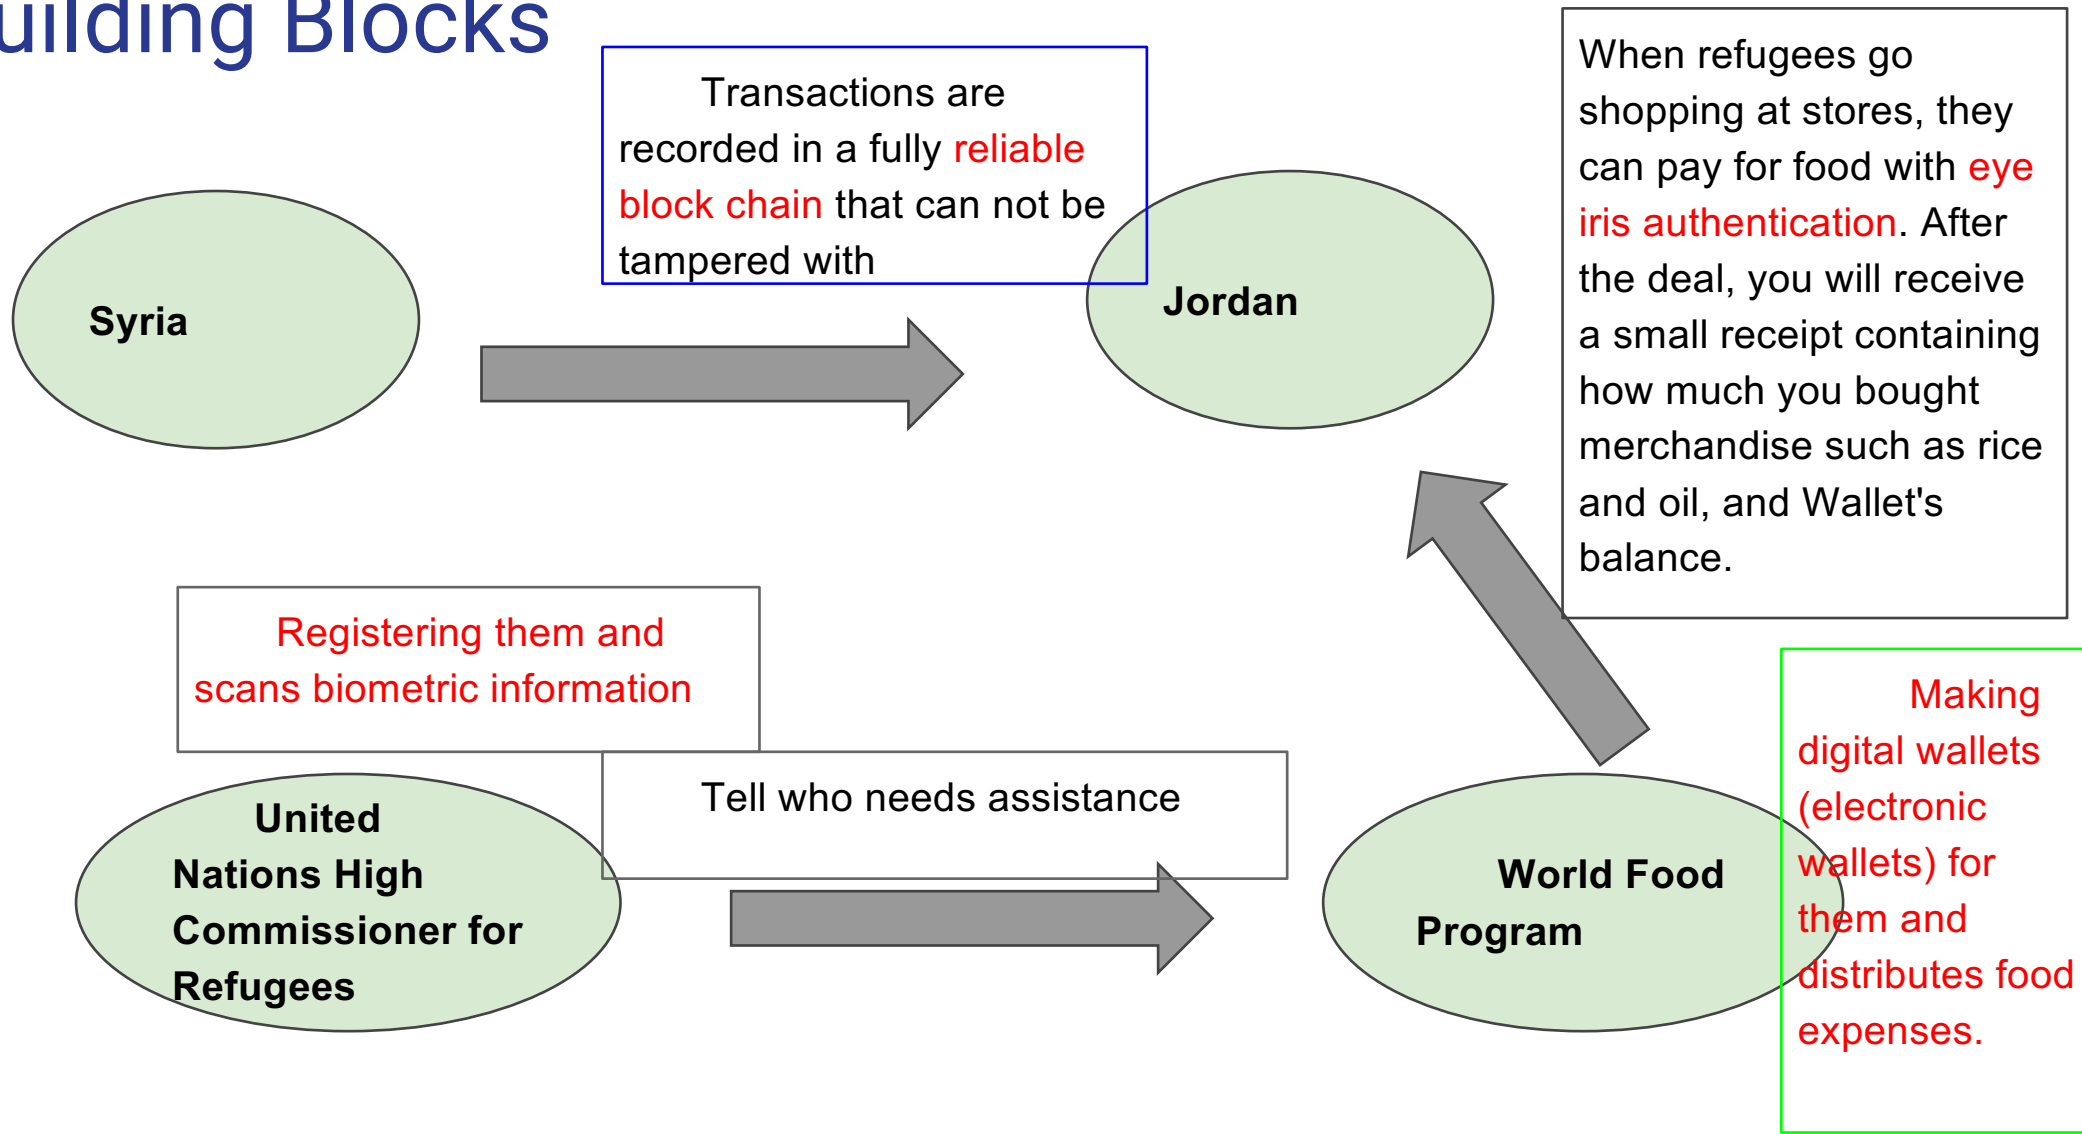 uilding Blocks
Transactions are
recorded in a fully reliable
block chain that can not be
tampered with
When refugees go
shopping at stores, they
can pay for food with eye
iris authentication. After
the deal, you will receive
a small receipt containing
how much you bought
merchandise such as rice
and oil, and Wallet's
balance.
Syria
Jordan
Registering them and
scans biometric information
Tell who needs assistance
United
Nations High
Commissioner for
Refugees
World Food
Program
Making
digital wallets
(electronic
wallets) for
them and
distributes food
expenses.